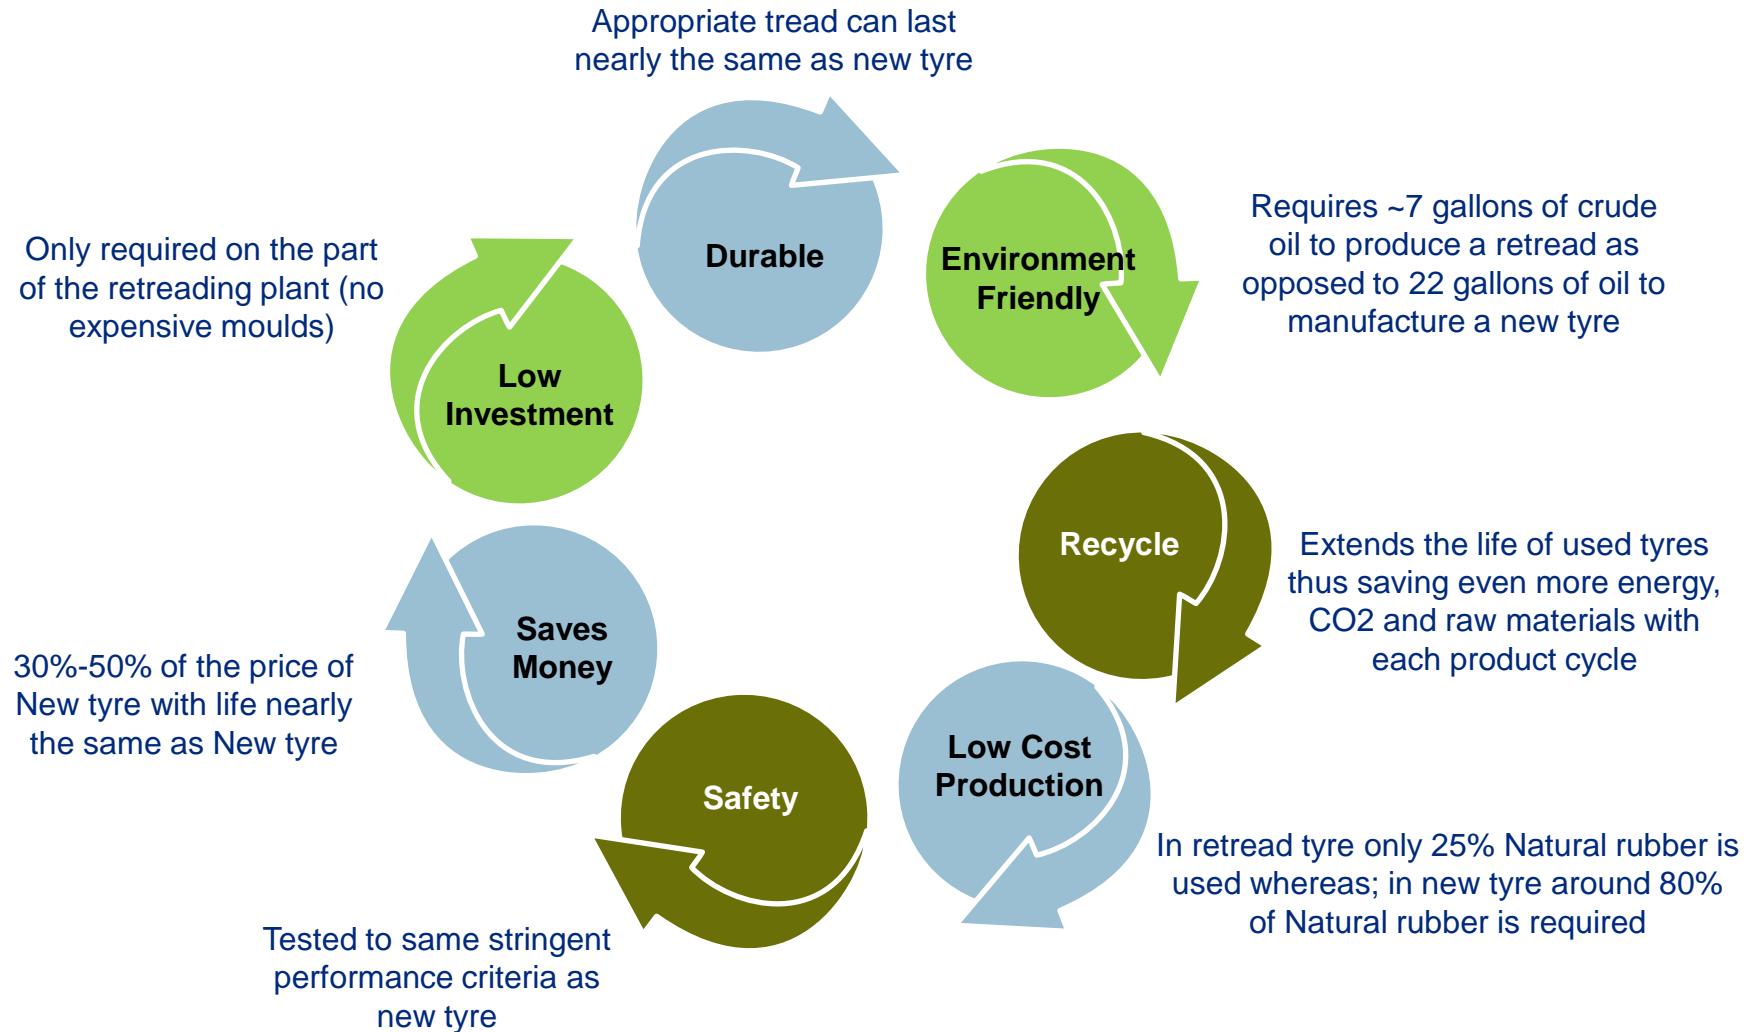 Appropriate tread can last
nearly the same as new tyre
Durable
Environment
Friendly
Requires ~7 gallons of crude
oil to produce a retread as
opposed to 22 gallons of oil to
manufacture a new tyre
Recycle
Extends the life of used tyres
thus saving even more energy,
CO2 and raw materials with
each product cycle
Low Cost
Production
In retread tyre only 25% Natural rubber is
used whereas; in new tyre around 80%
of Natural rubber is required
Safety
Tested to same stringent
performance criteria as
new tyre
Saves
Money
30%-50% of the price of
New tyre with life nearly
the same as New tyre
Low
Investment
Only required on the part
of the retreading plant (no
expensive moulds)